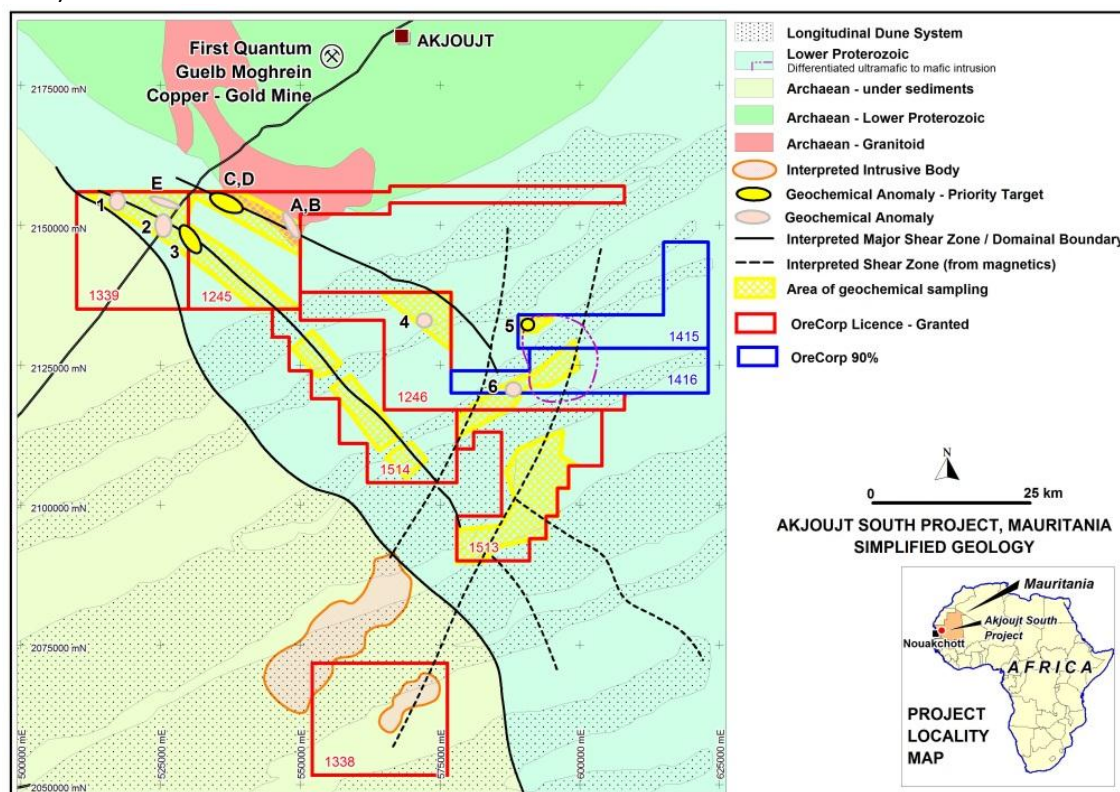 First Quantum
Guelb Moghrein
Copper - Gold Mine
AKJOUJT
2175000 mN
2150000 mN
2125000 mN
2100000 mN
2075000 mN
2050000 mN
500000 mE
525000 mE
550000 mE
575000 mE
600000 mE
625000 mE
1
E
2
3
C,D
A,B
4
5
6
1339
1245
1246
1415
1416
1514
1513
1338
Longitudinal Dune System
Lower Proterozoic
Differentiated ultramafic to mafic intrusion
Archaean - under sediments
Archaean - Lower Proterozoic
Archaean - Granitoid
Interpreted Intrusive Body
Geochemical Anomaly - Priority Target
Geochemical Anomaly
Interpreted Major Shear Zone / Domainal Boundary
Interpreted Shear Zone (from magnetics)
Area of geochemical sampling
OreCorp Licence - Granted
OreCorp 90%
N
0 25 km
AKJOUJT SOUTH PROJECT, MAURITANIA
SIMPLIFIED GEOLOGY
Mauritania
Akjoujt South
Project
Nouakchott
AFRICA
PROJECT
LOCALITY
MAP